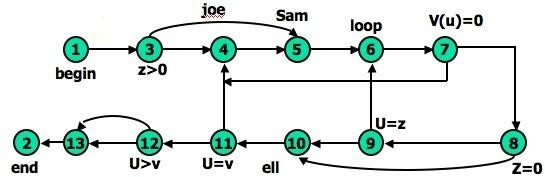 joe
Sam
loop
V(u)=0
1
3
4
5
6
7
begin
z>0
U=z
2
13
12
11
10
9
8
end
U>v
U=v
ell
Z=0